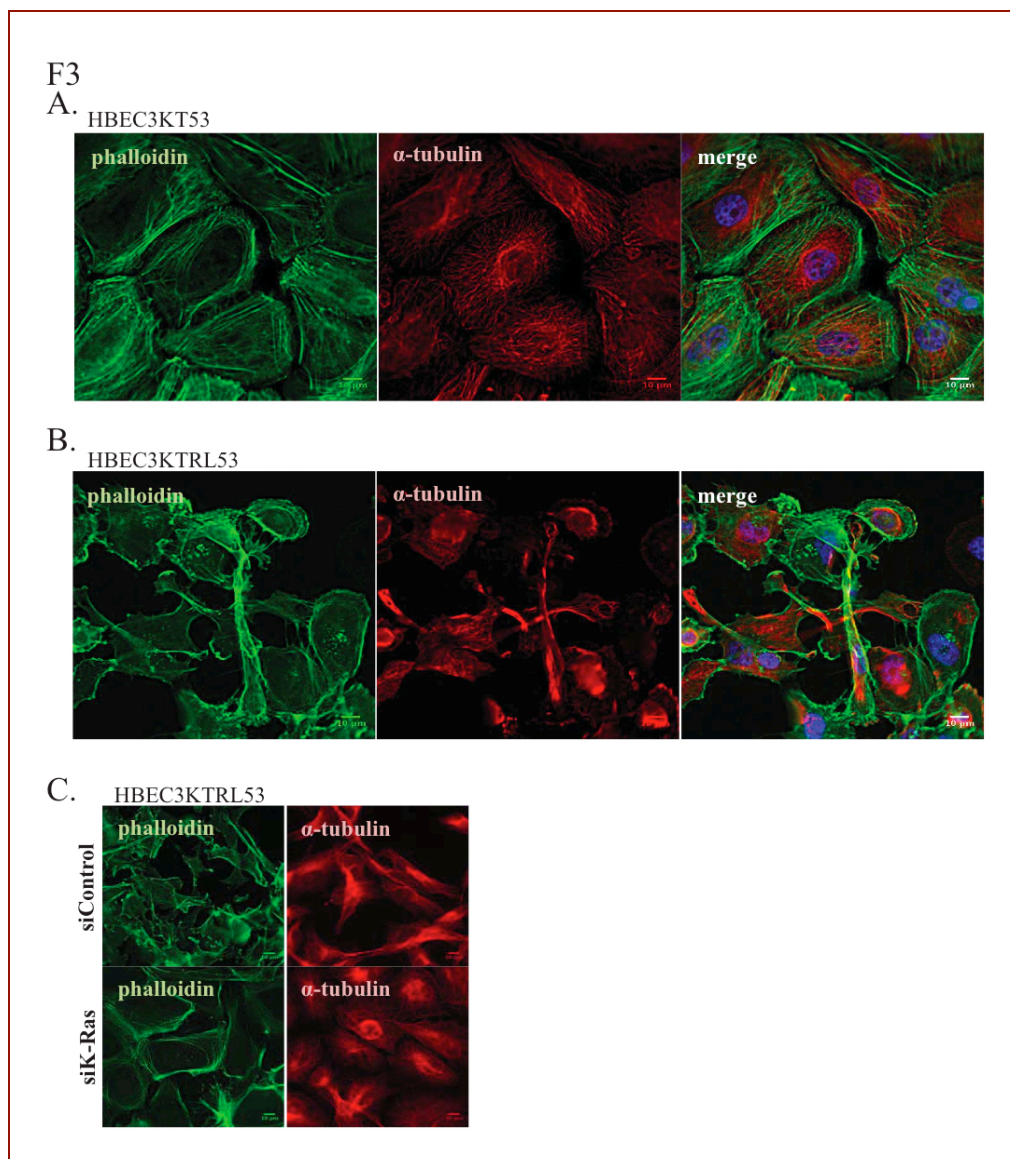 F3
A.
HBEC3KT53
phalloidin
α-tubulin
merge
10 µm
10 µm
10 µm
B.
HBEC3KTRL53
phalloidin
α-tubulin
merge
10 µm
10 µm
C.
HBEC3KTRL53
siControl
phalloidin
α-tubulin
siK-Ras
phalloidin
α-tubulin